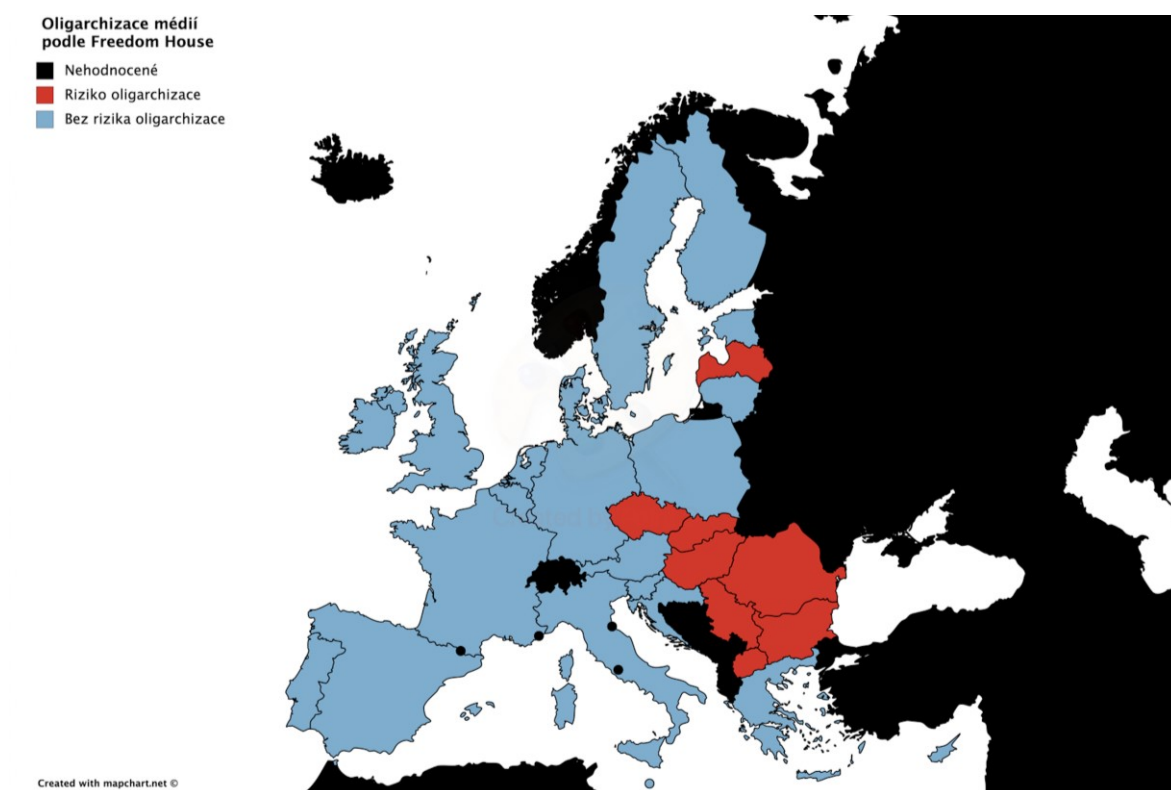 Oligarchizace médií
podle Freedom House
Nehodnocené
Riziko oligarchizace
Bez rizika oligarchizace
Created with mapchart.net ©